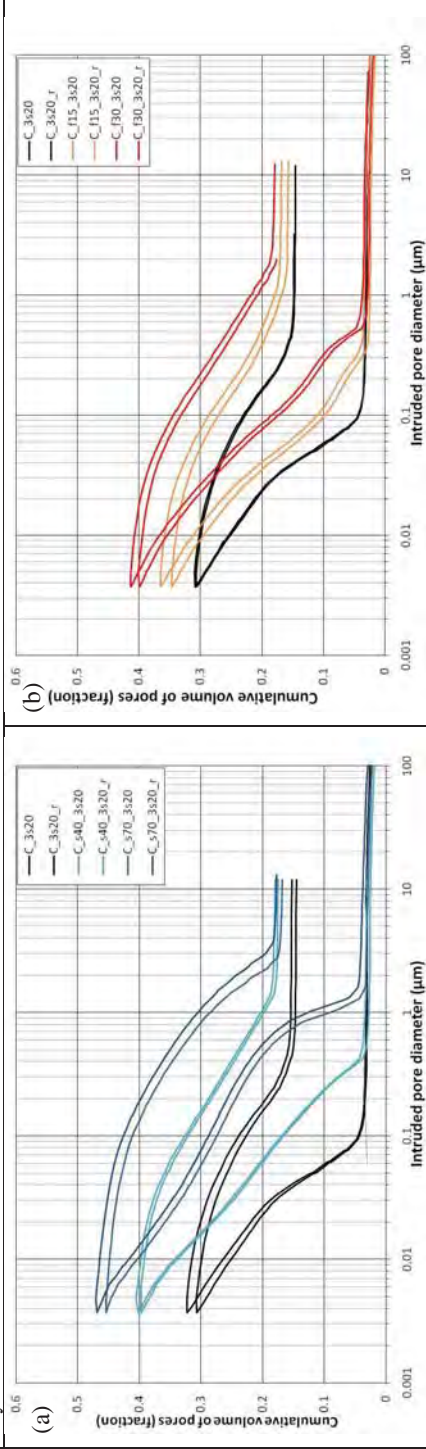 (a)
Cumulative volume of pores (fraction)
0.6
0.5
0.4
0.3
0.2
0.1
0
0.001
0.01
0.1
1
10
100
Intruded pore diameter (µm)
C_3s20
C_3s20_r
C_s40_3s20
C_s40_3s20_r
C_s70_3s20
C_s70_3s20_r
(b)
Cumulative volume of pores (fraction)
0.6
0.5
0.4
0.3
0.2
0.1
0
0.001
0.01
0.1
1
10
100
Intruded pore diameter (µm)
C_3s20
C_3s20_r
C_f15_3s20
C_f15_3s20_r
C_f30_3s20
C_f30_3s20_r